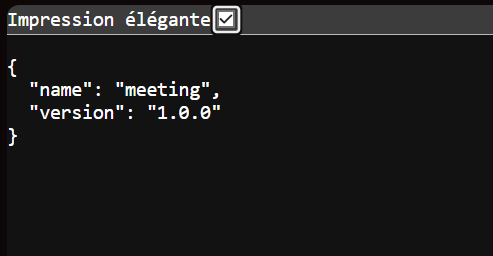 Impression élégante
{
  "name": "meeting",
  "version": "1.0.0"
}